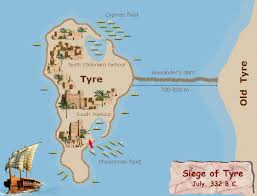 Cyprian fleet
North (Sidonian) harbour
Alexander's dam
Tyre
700-800 m
Old Tyre
South harbour
Phoenician fleet
Siege of Tyre
July, 332 B.C.